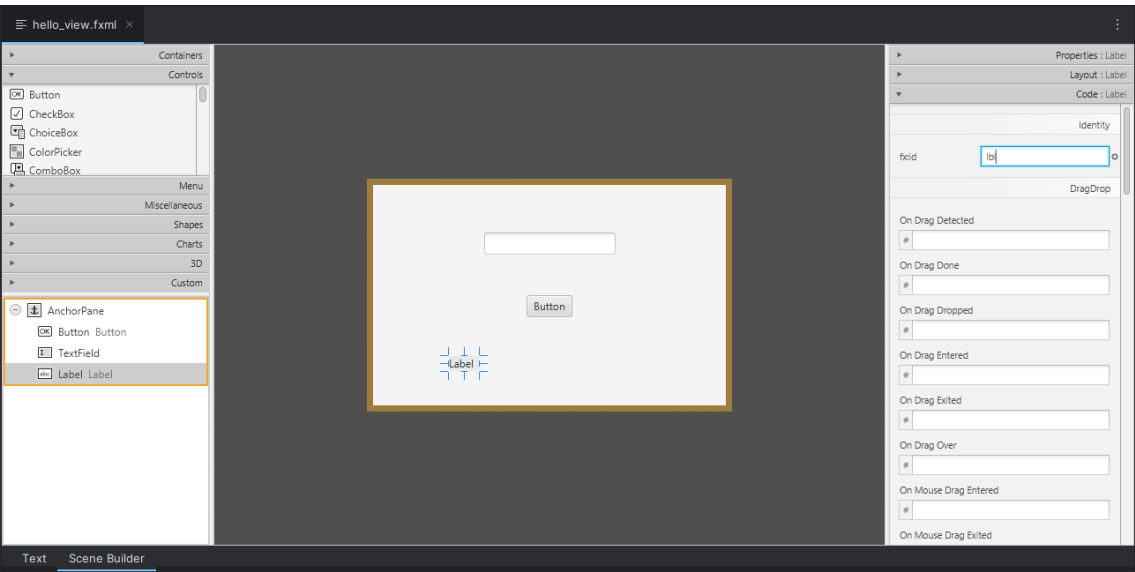 hello_view.fxml
Containers
Controls
Button
CheckBox
ChoiceBox
ColorPicker
ComboBox
Menu
Miscellaneous
Shapes
Charts
3D
Custom
AnchorPane
OK Button Button
TextField
abc Label Label
Button
Label
Properties : Label
Layout : Label
Code : Label
Identity
fx:id lbl
DragDrop
On Drag Detected
#
On Drag Done
#
On Drag Dropped
#
On Drag Entered
#
On Drag Exited
#
On Drag Over
#
On Mouse Drag Entered
#
On Mouse Drag Exited
Text Scene Builder